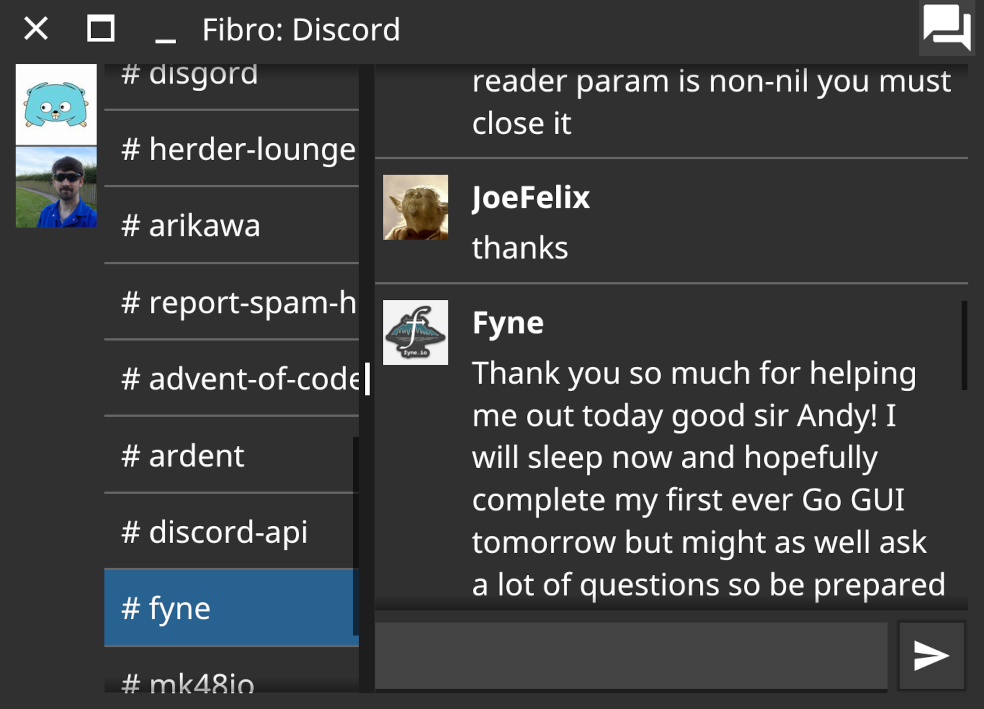 Fibro: Discord
# disgord
# herder-lounge
# arikawa
# report-spam-h
# advent-of-code
# ardent
# discord-api
# fyne
# mk48io
reader param is non-nil you must
close it
JoeFelix
thanks
fyne.io
Fyne
Thank you so much for helping
me out today good sir Andy! I
will sleep now and hopefully
complete my first ever Go GUI
tomorrow but might as well ask
a lot of questions so be prepared